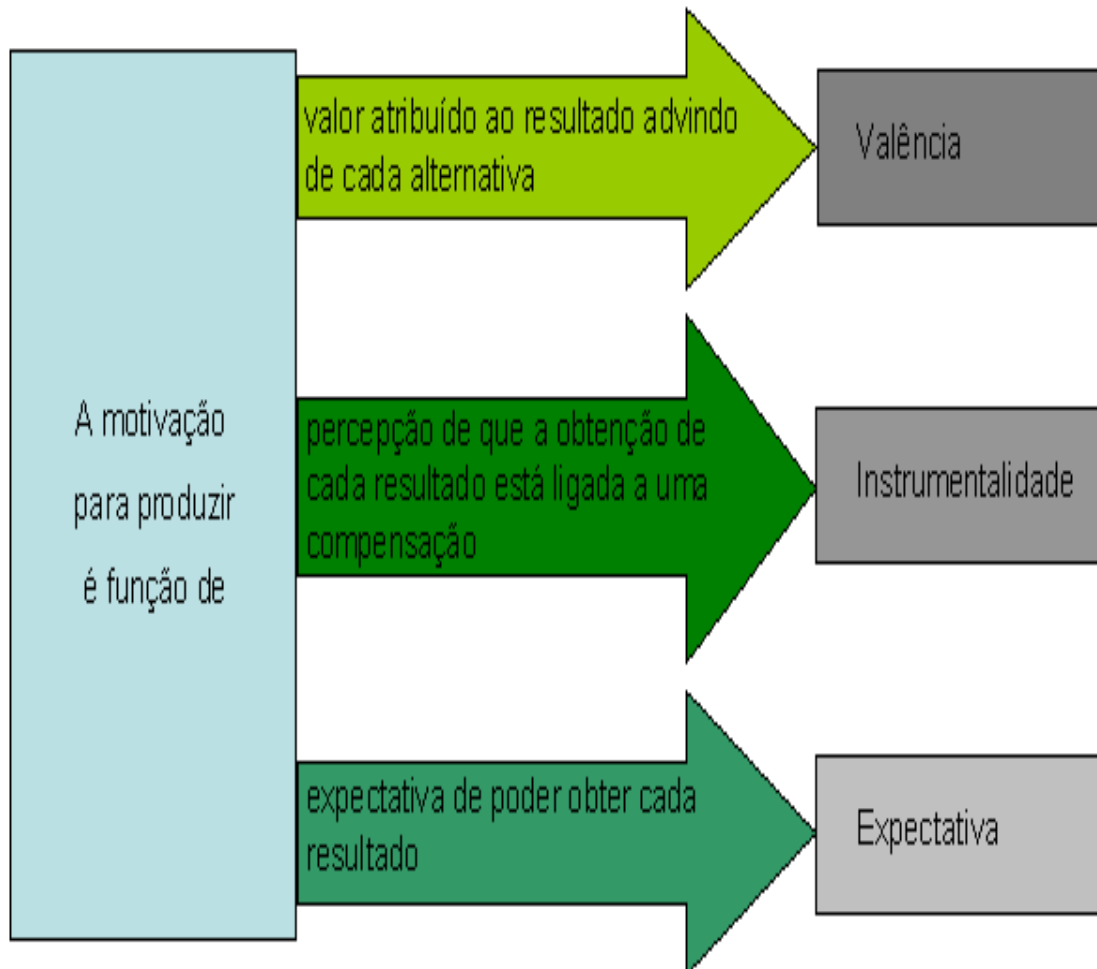 A motivação
para produzir
é função de
valor atribuído ao resultado advindo
de cada alternativa
Valência
percepção de que a obtenção de
cada resultado está ligada a uma
compensação
Instrumentalidade
expectativa de poder obter cada
resultado
Expectativa